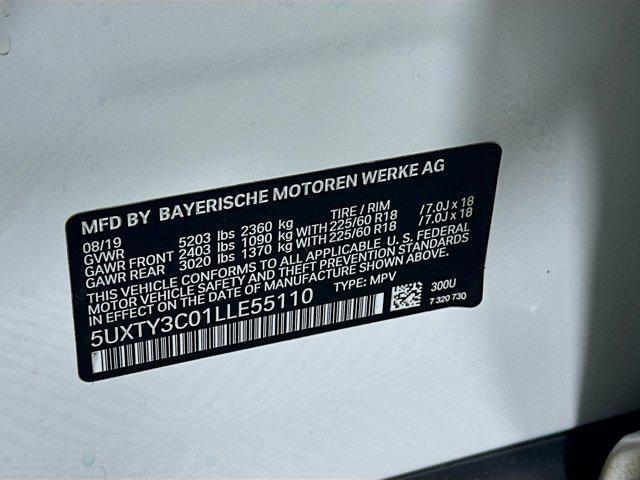 MFD BY BAYERISCHE MOTOREN WERKE AG
08/19 TIRE / RIM
GVWR 5203 lbs 2360 kg
GAWR FRONT 2403 lbs 1090 kg WITH 225/60 R18 /7.0J x 18
GAWR REAR 3020 lbs 1370 kg WITH 225/60 R18 /7.0J x 18
THIS VEHICLE CONFORMS TO ALL APPLICABLE U.S. FEDERAL
MOTOR VEHICLE SAFETY AND THEFT PREVENTION STANDARDS
IN EFFECT ON THE DATE OF MANUFACTURE SHOWN ABOVE.
5UXTY3C01LLE55110 TYPE: MPV
300U
7 320 730